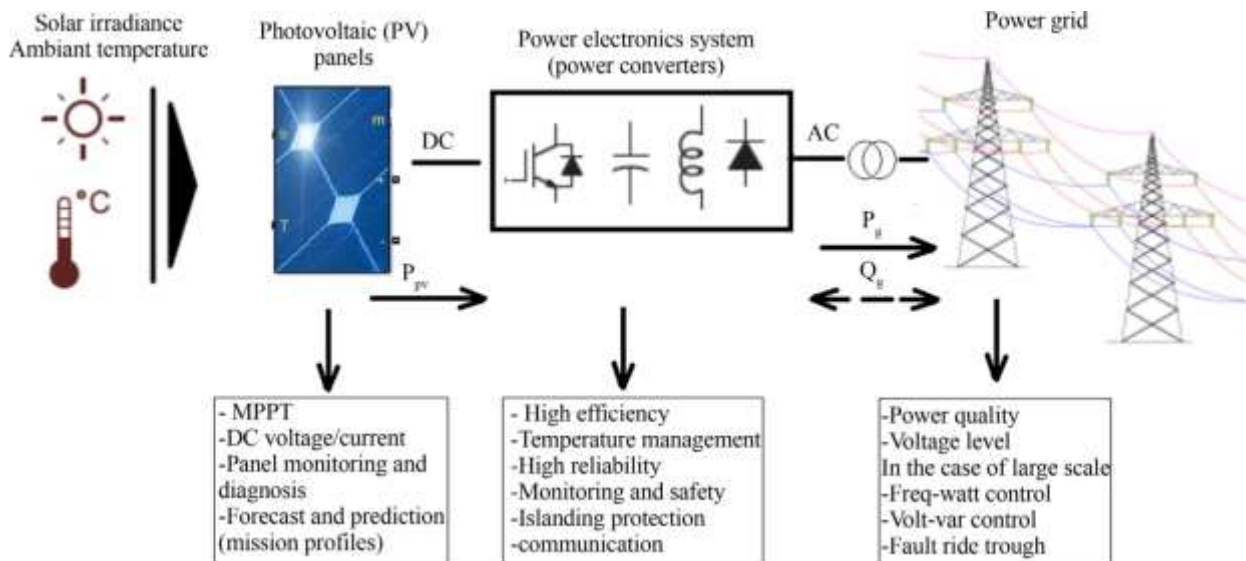 Solar irradiance
Ambiant temperature
°C
Photovoltaic (PV)
panels
m
T
DC
P_pv
Power electronics system
(power converters)
AC
Power grid
P_g
Q_g
- MPPT
- DC voltage/current
-Panel monitoring and
diagnosis
-Forecast and prediction
(mission profiles)
- High efficiency
-Temperature management
-High reliability
-Monitoring and safety
-Islanding protection
-communication
-Power quality
-Voltage level
In the case of large scale
-Freq-watt control
-Volt-var control
-Fault ride trough